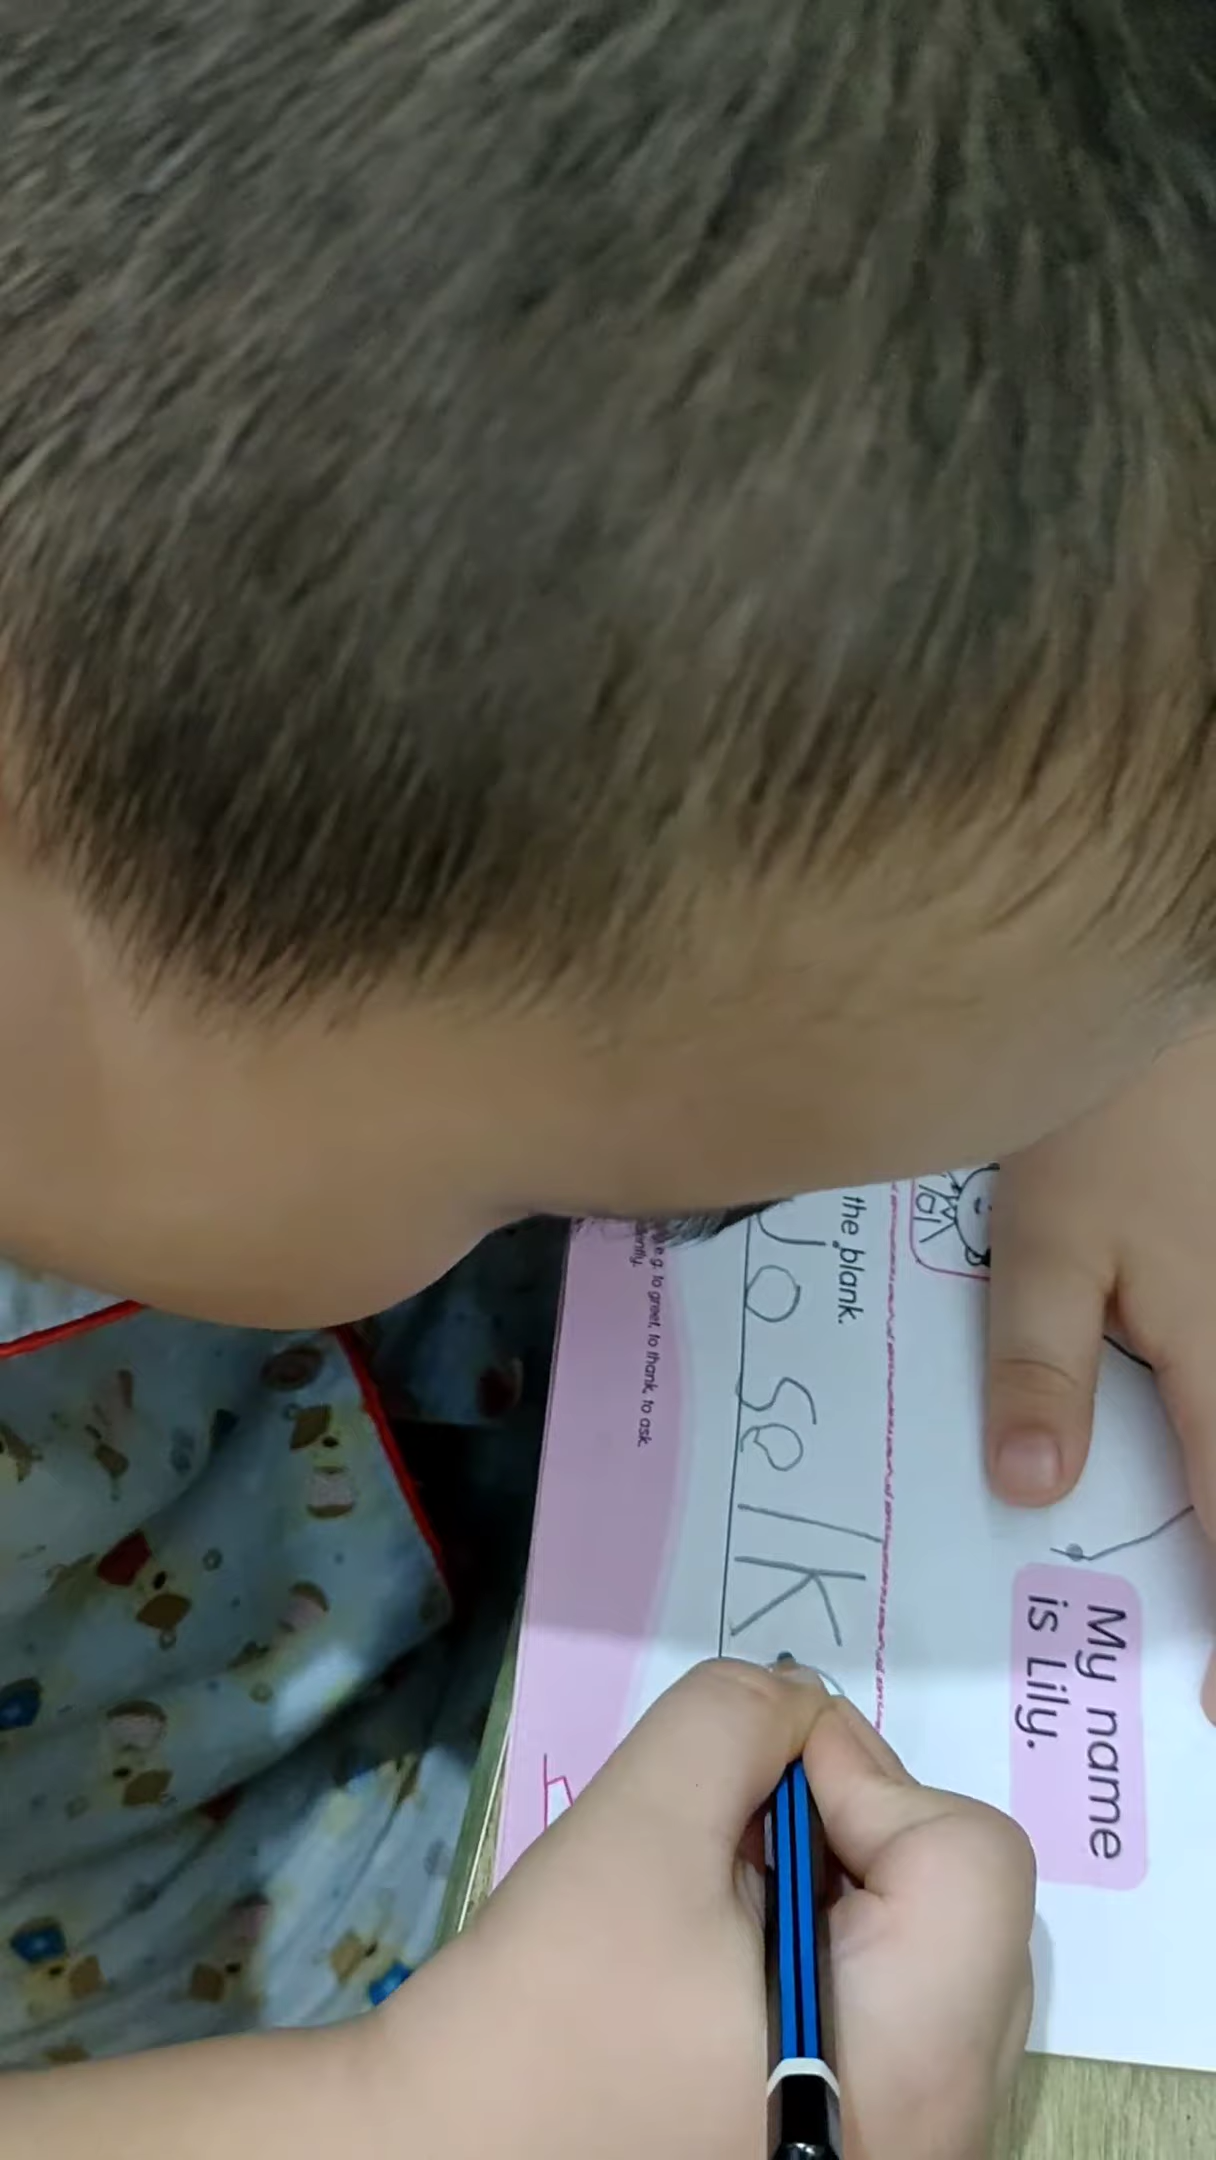 My name
is Lily.
the blank.
Jo se l K
e.g. to greet, to thank, to ask.